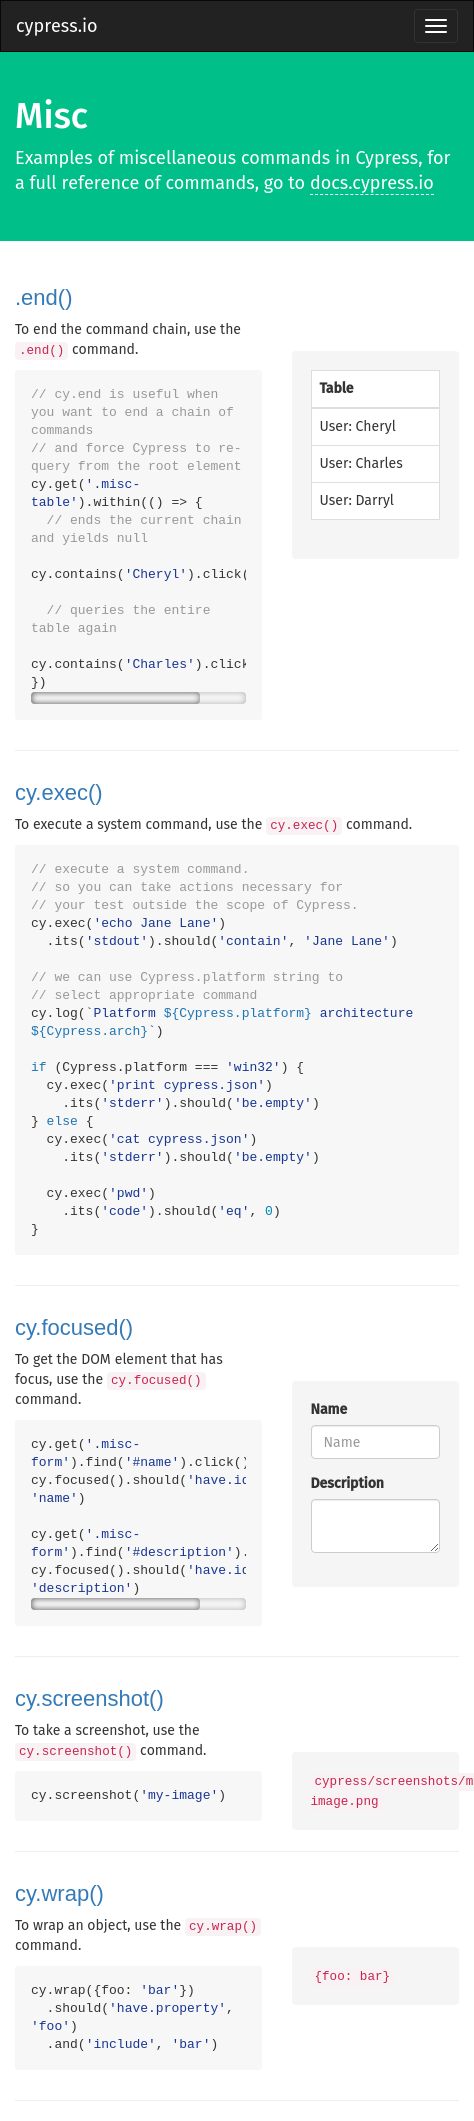 cypress.io
Misc
Examples of miscellaneous commands in Cypress, for
a full reference of commands, go to docs.cypress.io
.end()
To end the command chain, use the
.end() command.
// cy.end is useful when
you want to end a chain of
commands
// and force Cypress to re-
query from the root element
cy.get('.misc-
table').within(() => {
  // ends the current chain
and yields null
cy.contains('Cheryl').click(
  // queries the entire
table again
cy.contains('Charles').click
})
Table
User: Cheryl
User: Charles
User: Darryl
cy.exec()
To execute a system command, use the cy.exec() command.
// execute a system command.
// so you can take actions necessary for
// your test outside the scope of Cypress.
cy.exec('echo Jane Lane')
  .its('stdout').should('contain', 'Jane Lane')
// we can use Cypress.platform string to
// select appropriate command
cy.log(`Platform ${Cypress.platform} architecture
${Cypress.arch}`)
if (Cypress.platform === 'win32') {
  cy.exec('print cypress.json')
    .its('stderr').should('be.empty')
} else {
  cy.exec('cat cypress.json')
    .its('stderr').should('be.empty')
  cy.exec('pwd')
    .its('code').should('eq', 0)
}
cy.focused()
To get the DOM element that has
focus, use the cy.focused()
command.
cy.get('.misc-
form').find('#name').click()
cy.focused().should('have.id
'name')
cy.get('.misc-
form').find('#description').
cy.focused().should('have.id
'description')
Name
Name
Description
cy.screenshot()
To take a screenshot, use the
cy.screenshot() command.
cy.screenshot('my-image')
cypress/screenshots/m
image.png
cy.wrap()
To wrap an object, use the cy.wrap()
command.
cy.wrap({foo: 'bar'})
  .should('have.property',
'foo')
  .and('include', 'bar')
{foo: bar}